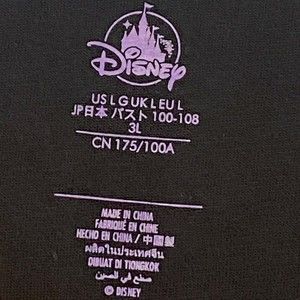 Disney
US L G UK L EU L
JP日本 バスト 100-108
3L
CN 175/100A
MADE IN CHINA
FABRIQUÉ EN CHINE
HECHO EN CHINA / 中國製
ผลิตในประเทศจีน
DIBUAT DI TIONGKOK
صنع في الصين
© DISNEY